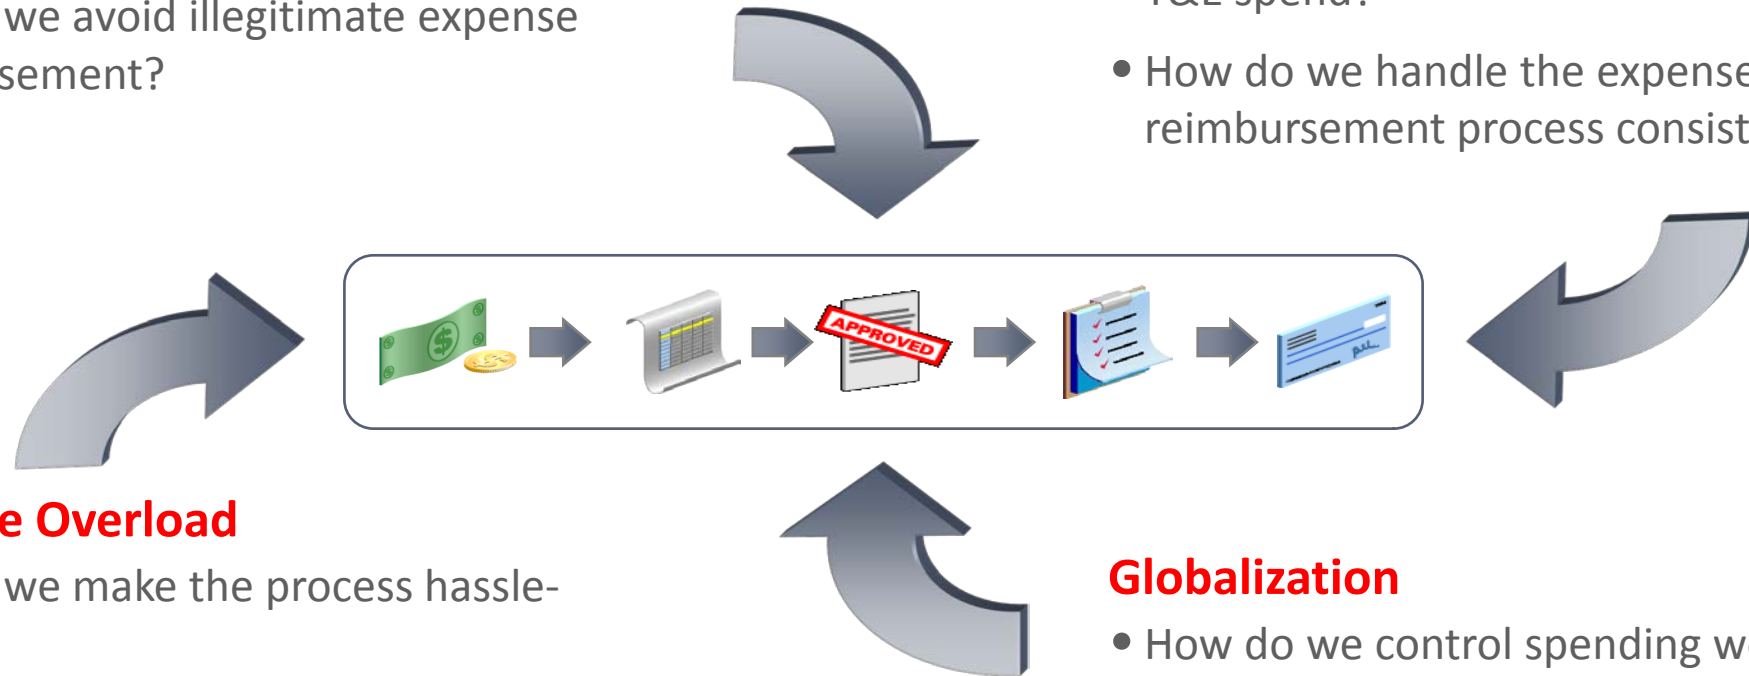 we avoid illegitimate expense
sement?
T&E spend?
• How do we handle the expense
reimbursement process consist
APPROVED
e Overload
we make the process hassle-
Globalization
• How do we control spending w